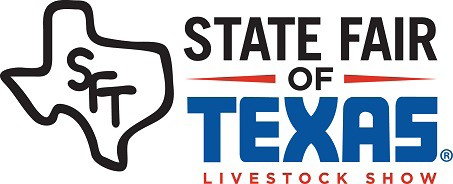 SFT
STATE FAIR
OF
TEXAS®
LIVESTOCK SHOW